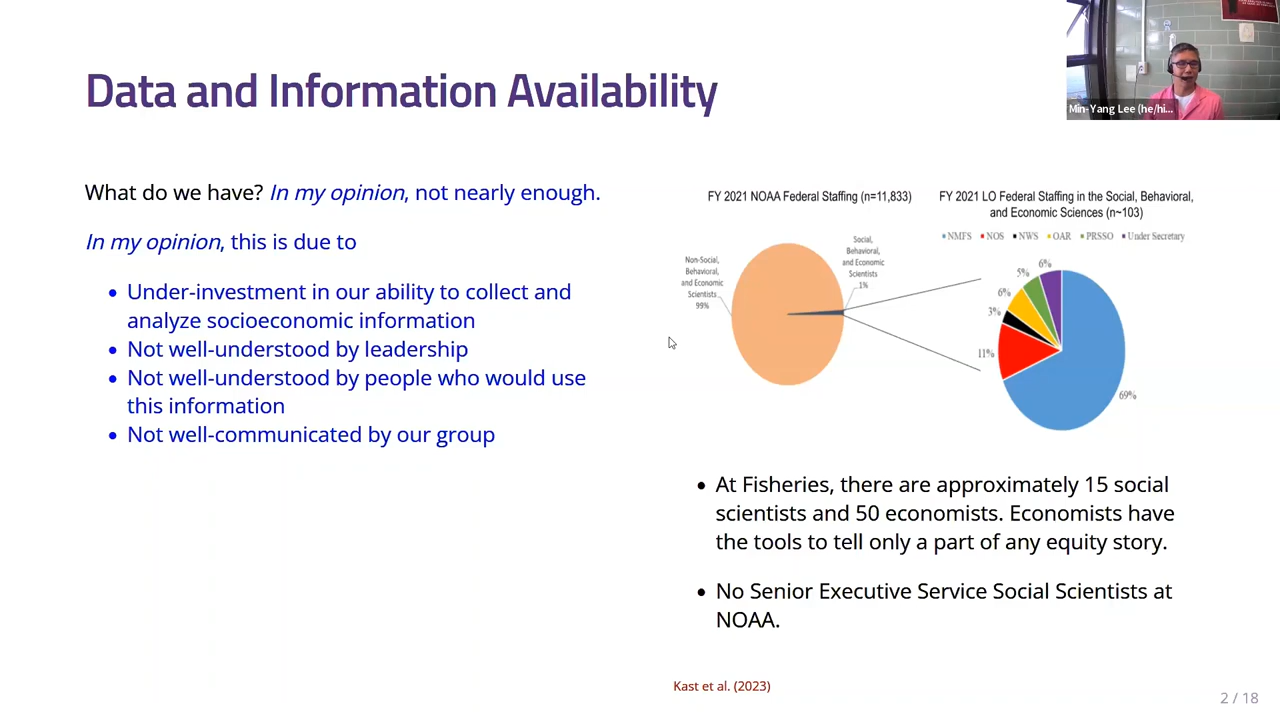 Data and Information Availability
Min-Yang Lee (he/hi...
What do we have? In my opinion, not nearly enough.
In my opinion, this is due to
• Under-investment in our ability to collect and
analyze socioeconomic information
• Not well-understood by leadership
• Not well-understood by people who would use
this information
• Not well-communicated by our group
FY 2021 NOAA Federal Staffing (n=11,833)
Non-Social,
Behavioral,
and Economic
Scientists
99%
Social,
Behavioral,
and Economic
Scientists
1%
FY 2021 LO Federal Staffing in the Social, Behavioral,
and Economic Sciences (n~103)
NMFS NOS NWS OAR PRSSO Under Secretary
6%
5%
6%
3%
11%
69%
• At Fisheries, there are approximately 15 social
scientists and 50 economists. Economists have
the tools to tell only a part of any equity story.
• No Senior Executive Service Social Scientists at
NOAA.
Kast et al. (2023)
2 / 18